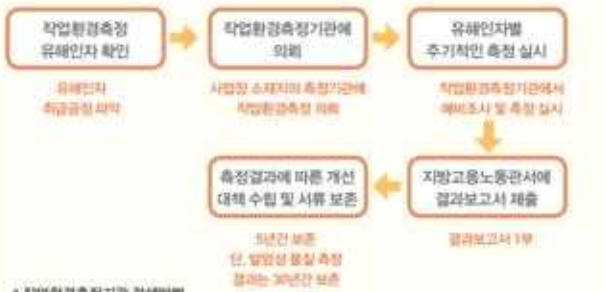 작업환경측정
유해인자 확인
유해인자
취급공정 파악
작업환경측정기관에
의뢰
사업장 소재지의 측정기관에
작업환경측정 의뢰
유해인자별
주기적인 측정 실시
작업환경측정기관에서
예비조사 및 측정 실시
지방고용노동관서에
결과보고서 제출
결과보고서 1부
측정결과에 따른 개선
대책 수립 및 서류 보존
5년간 보존
단, 발암성 물질 측정
결과는 30년간 보존